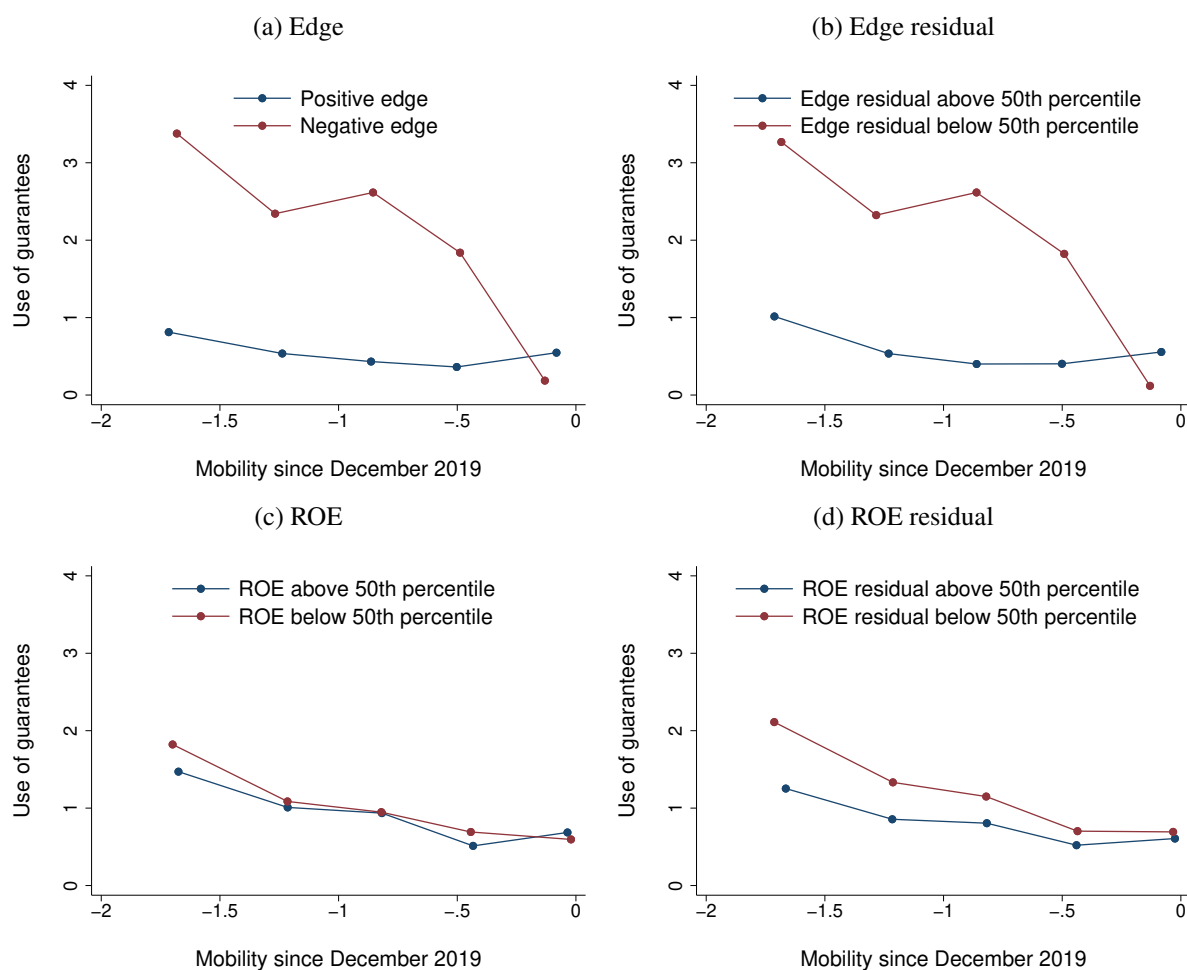 (a) Edge
Use of guarantees
4
3
2
1
0
Positive edge
Negative edge
−2
−1.5
−1
−.5
0
Mobility since December 2019
(b) Edge residual
Use of guarantees
4
3
2
1
0
Edge residual above 50th percentile
Edge residual below 50th percentile
−2
−1.5
−1
−.5
0
Mobility since December 2019
(c) ROE
Use of guarantees
4
3
2
1
0
ROE above 50th percentile
ROE below 50th percentile
−2
−1.5
−1
−.5
0
Mobility since December 2019
(d) ROE residual
Use of guarantees
4
3
2
1
0
ROE residual above 50th percentile
ROE residual below 50th percentile
−2
−1.5
−1
−.5
0
Mobility since December 2019